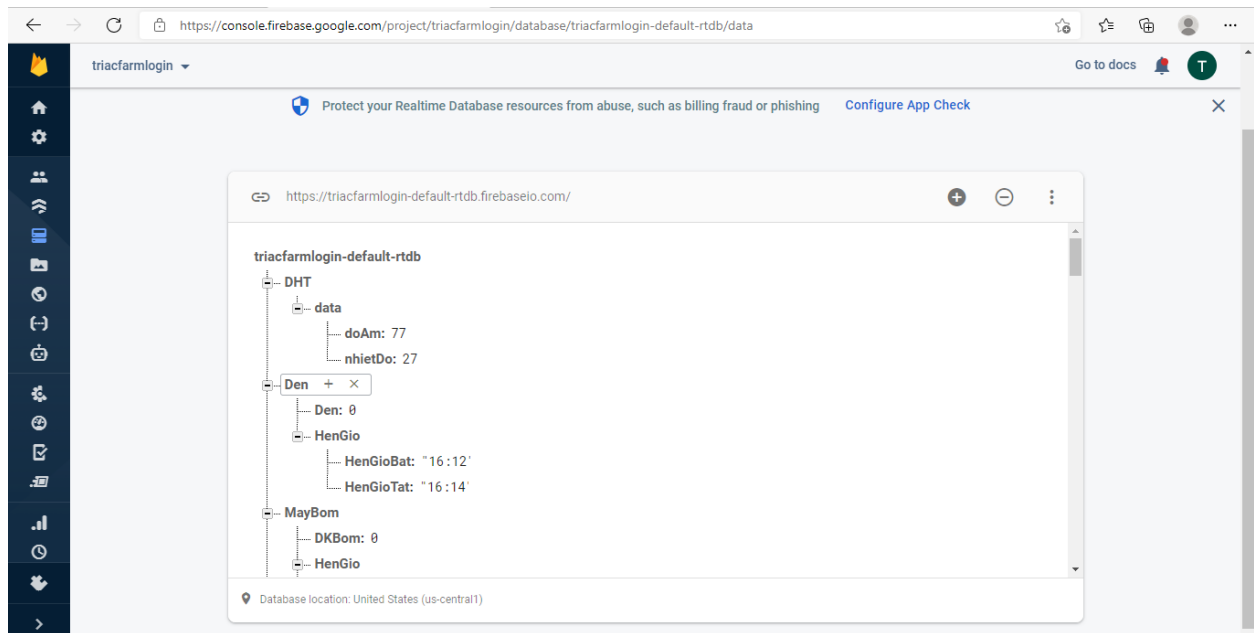 https://console.firebase.google.com/project/triacfarmlogin/database/triacfarmlogin-default-rtdb/data
triacfarmlogin
Go to docs
T
Protect your Realtime Database resources from abuse, such as billing fraud or phishing Configure App Check
https://triacfarmlogin-default-rtdb.firebaseio.com/
triacfarmlogin-default-rtdb
DHT
data
doAm: 77
nhietDo: 27
Den + ×
Den: 0
HenGio
HenGioBat: "16:12'
HenGioTat: "16:14'
MayBom
DKBom: 0
HenGio
Database location: United States (us-central1)